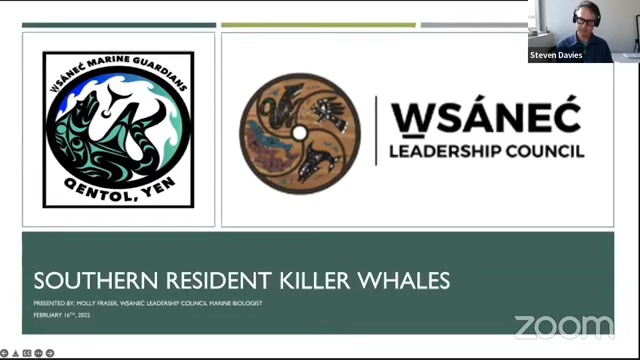 W̱SÁNEĆ MARINE GUARDIANS
QENTOL, YEN
W̱SÁNEĆ
LEADERSHIP COUNCIL
SOUTHERN RESIDENT KILLER WHALES
PRESENTED BY: MOLLY FRASER, W̱SÁNEĆ LEADERSHIP COUNCIL MARINE BIOLOGIST
FEBRUARY 16TH, 2022
Steven Davies
zoom